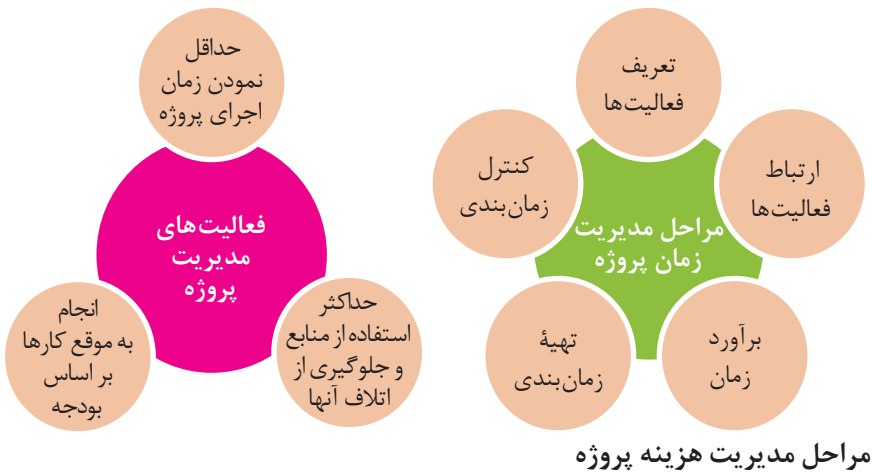 تعریف
فعالیت‌ها
ارتباط
فعالیت‌ها
برآورد
زمان
تهیهٔ
زمان‌بندی
کنترل
زمان‌بندی
مراحل مدیریت
زمان پروژه
حداقل
نمودن زمان
اجرای پروژه
حداکثر
استفاده از منابع
و جلوگیری از
اتلاف آنها
انجام
به موقع کارها
بر اساس
بودجه
فعالیت‌های
مدیریت
پروژه
مراحل مدیریت هزینه پروژه